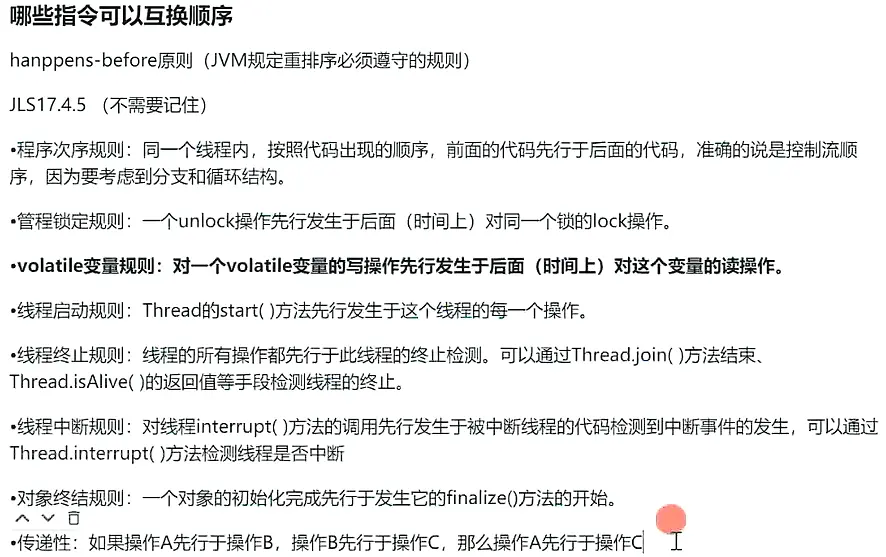 哪些指令可以互换顺序
hanppens-before原则（JVM规定重排序必须遵守的规则）
JLS17.4.5 （不需要记住）
•程序次序规则：同一个线程内，按照代码出现的顺序，前面的代码先行于后面的代码，准确的说是控制流顺
序，因为要考虑到分支和循环结构。
•管程锁定规则：一个unlock操作先行发生于后面（时间上）对同一个锁的lock操作。
•volatile变量规则：对一个volatile变量的写操作先行发生于后面（时间上）对这个变量的读操作。
•线程启动规则：Thread的start( )方法先行发生于这个线程的每一个操作。
•线程终止规则：线程的所有操作都先行于此线程的终止检测。可以通过Thread.join( )方法结束、
Thread.isAlive( )的返回值等手段检测线程的终止。
•线程中断规则：对线程interrupt( )方法的调用先行发生于被中断线程的代码检测到中断事件的发生，可以通过
Thread.interrupt( )方法检测线程是否中断
•对象终结规则：一个对象的初始化完成先行于发生它的finalize()方法的开始。
•传递性：如果操作A先行于操作B，操作B先行于操作C，那么操作A先行于操作C